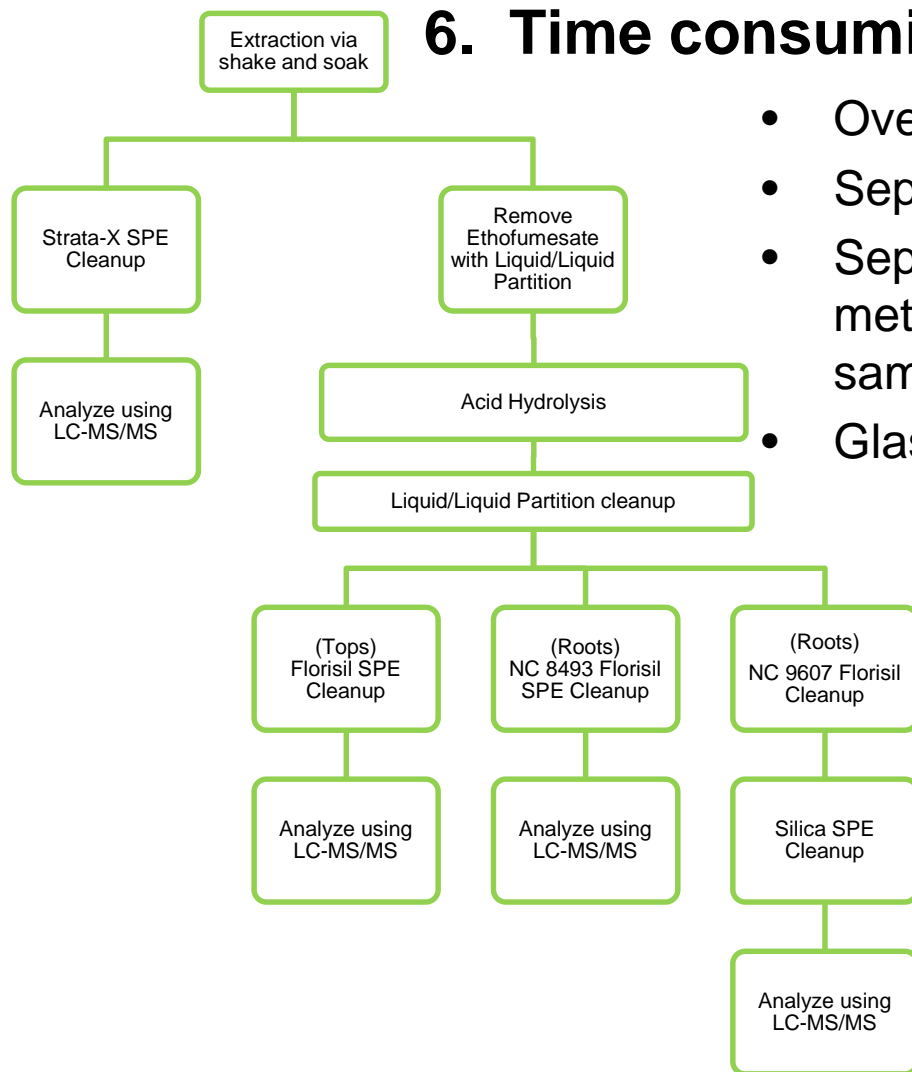 6. Time consumi
Ove
Sep
Sep
met
sam
Glas
Extraction via
shake and soak
Strata-X SPE
Cleanup
Analyze using
LC-MS/MS
Remove
Ethofumesate
with Liquid/Liquid
Partition
Acid Hydrolysis
Liquid/Liquid Partition cleanup
(Tops)
Florisil SPE
Cleanup
Analyze using
LC-MS/MS
(Roots)
NC 8493 Florisil
SPE Cleanup
Analyze using
LC-MS/MS
(Roots)
NC 9607 Florisil
Cleanup
Silica SPE
Cleanup
Analyze using
LC-MS/MS